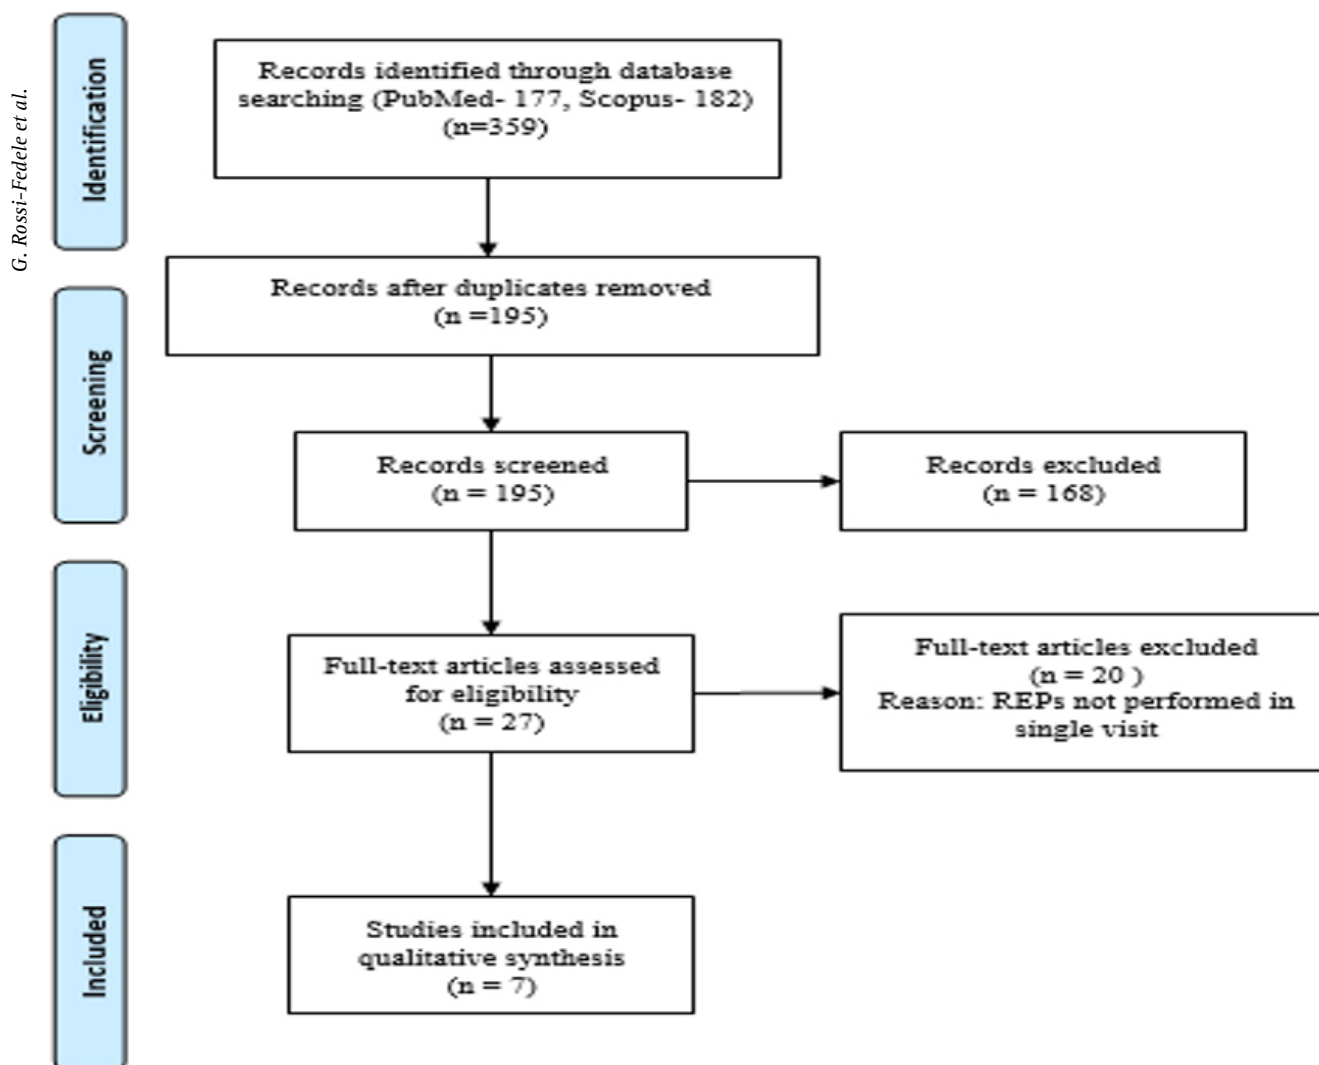 G. Rossi-Fedele et al.
Identification
Records identified through database
searching (PubMed- 177, Scopus- 182)
(n=359)
Records after duplicates removed
(n =195)
Screening
Records screened
(n = 195)
Records excluded
(n = 168)
Eligibility
Full-text articles assessed
for eligibility
(n = 27)
Full-text articles excluded
(n = 20 )
Reason: REPs not performed in
single visit
Included
Studies included in
qualitative synthesis
(n = 7)